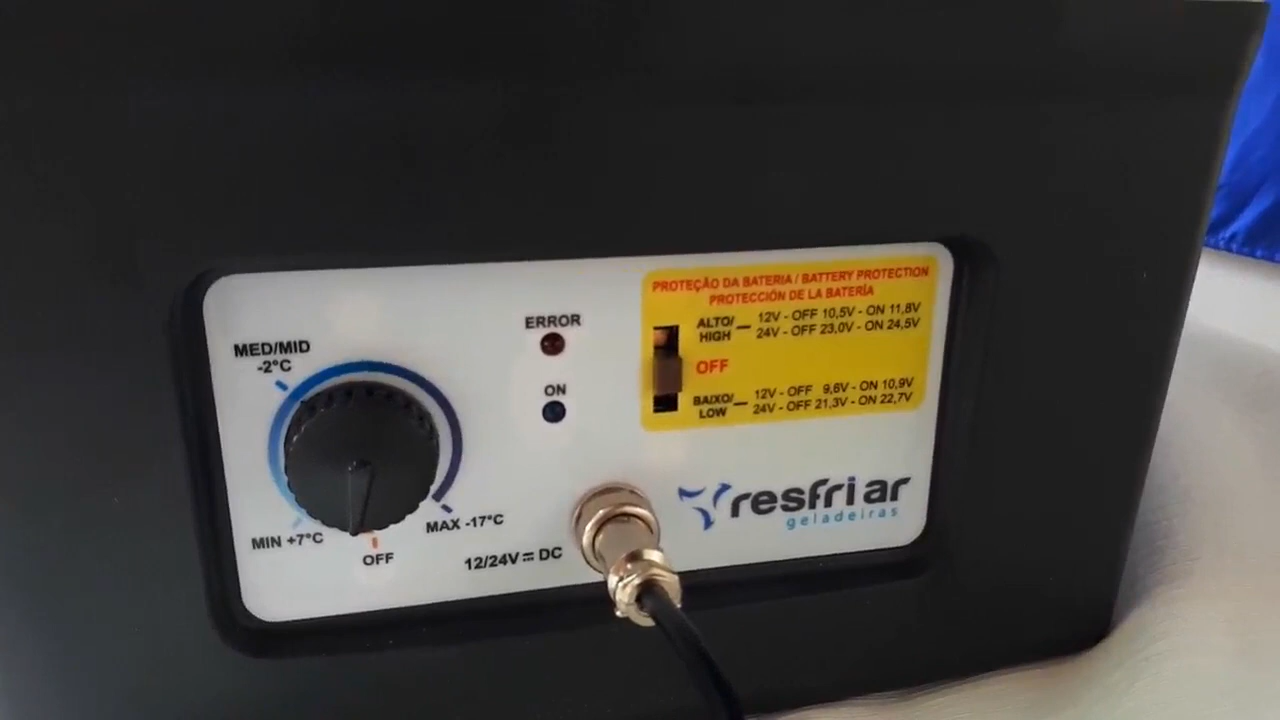 MED/MID
-2°C
MIN +7°C
OFF
MAX -17°C
ERROR
ON
12/24V DC
PROTEÇÃO DA BATERIA / BATTERY PROTECTION
PROTECCIÓN DE LA BATERÍA
ALTO/
HIGH
12V - OFF 10,5V - ON 11,8V
24V - OFF 23,0V - ON 24,5V
OFF
BAIXO/
LOW
12V - OFF 9,6V - ON 10,9V
24V - OFF 21,3V - ON 22,7V
resfriar
geladeiras